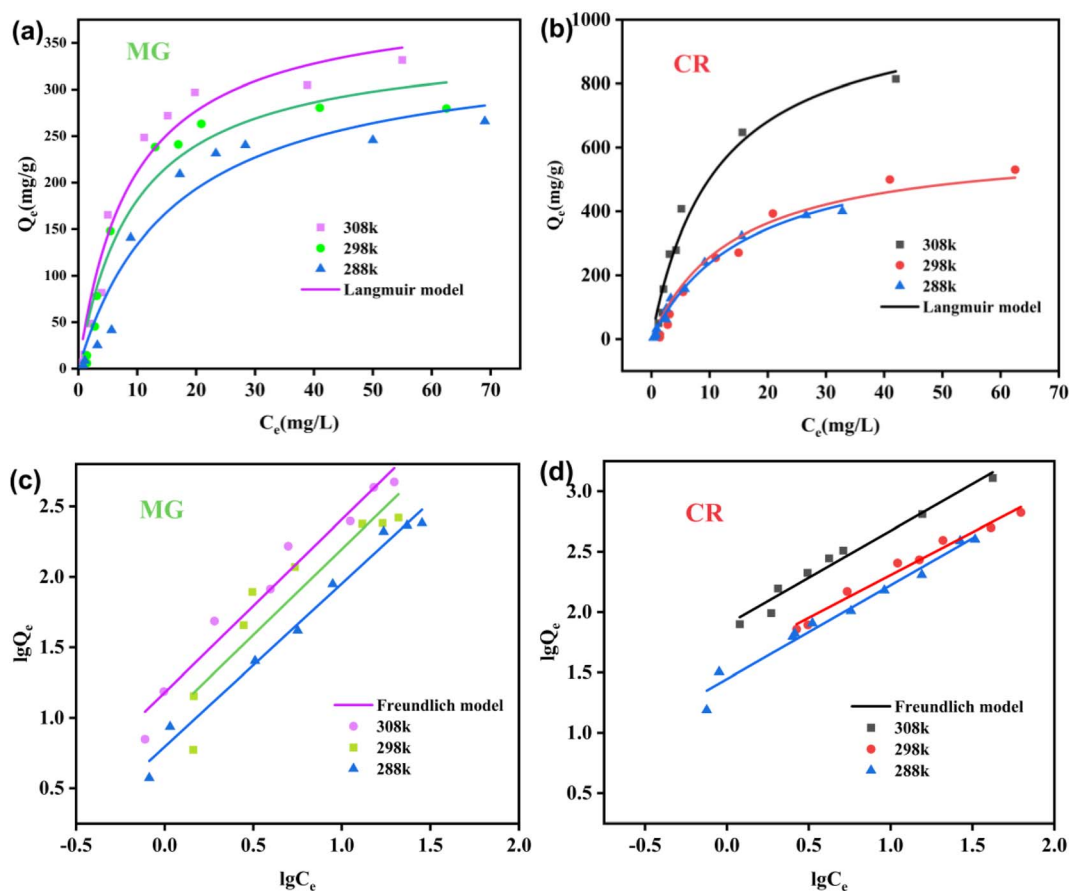 (a)
MG
Qe(mg/g)
350
300
250
200
150
100
50
0
308k
298k
288k
Langmuir model
0 10 20 30 40 50 60 70
Ce(mg/L)
(b)
CR
Qe(mg/g)
1000
800
600
400
200
0
308k
298k
288k
Langmuir model
0 10 20 30 40 50 60 70
Ce(mg/L)
(c)
MG
lgQe
2.5
2.0
1.5
1.0
0.5
Freundlich model
308k
298k
288k
-0.5 0.0 0.5 1.0 1.5 2.0
lgCe
(d)
CR
lgQe
3.0
2.5
2.0
1.5
1.0
0.5
Freundlich model
308k
298k
288k
-0.5 0.0 0.5 1.0 1.5 2.0
lgCe